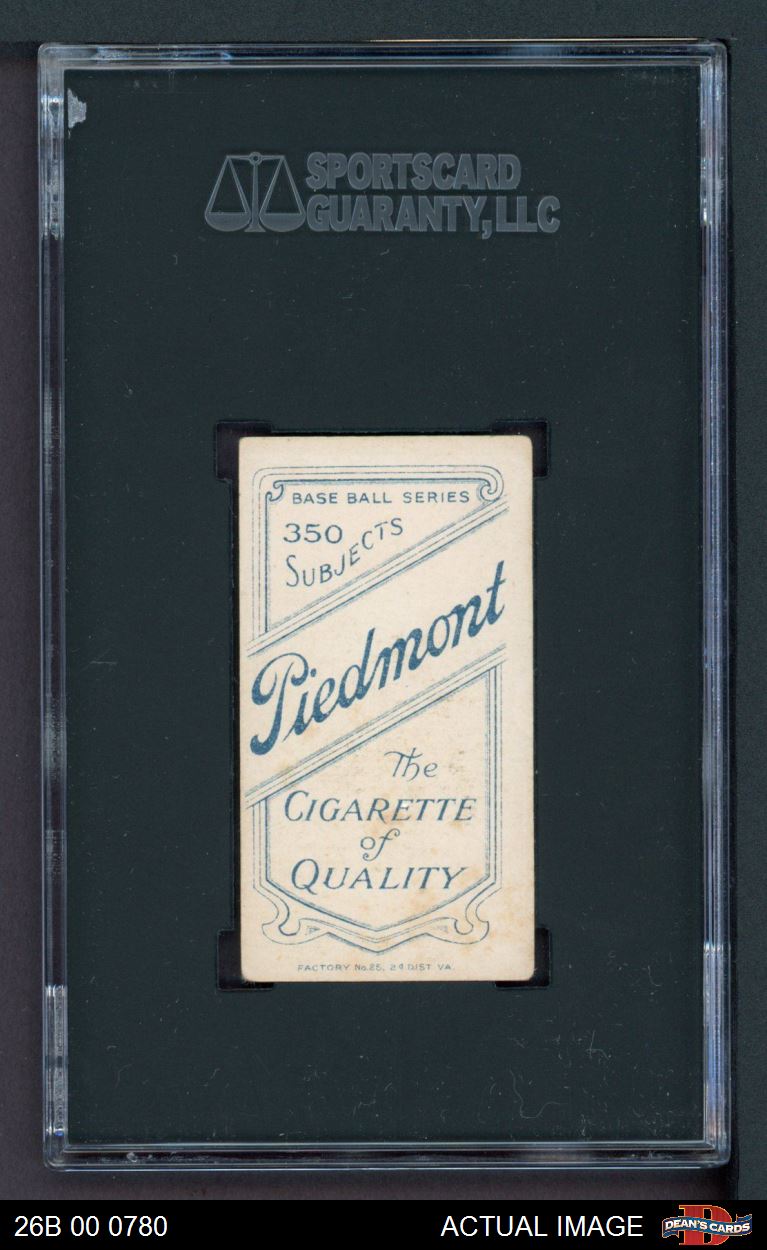 SPORTSCARD
GUARANTY, LLC
BASE BALL SERIES
350
SUBJECTS
Piedmont
The
CIGARETTE
of
QUALITY
FACTORY No. 25, 2d DIST VA.
26B 00 0780
ACTUAL IMAGE
DEAN'S CARDS